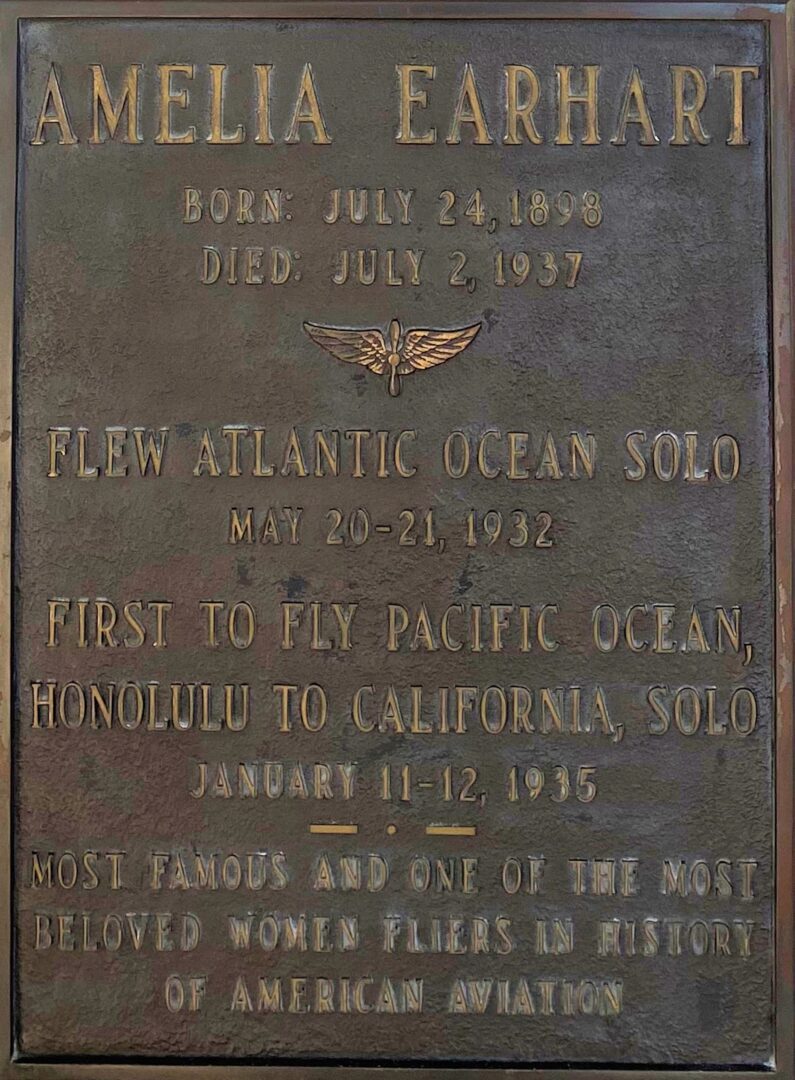 AMELIA EARHART
BORN: JULY 24, 1898
DIED: JULY 2, 1937
FLEW ATLANTIC OCEAN SOLO
MAY 20-21, 1932
FIRST TO FLY PACIFIC OCEAN,
HONOLULU TO CALIFORNIA, SOLO
JANUARY 11-12, 1935
MOST FAMOUS AND ONE OF THE MOST
BELOVED WOMEN FLIERS IN HISTORY
OF AMERICAN AVIATION